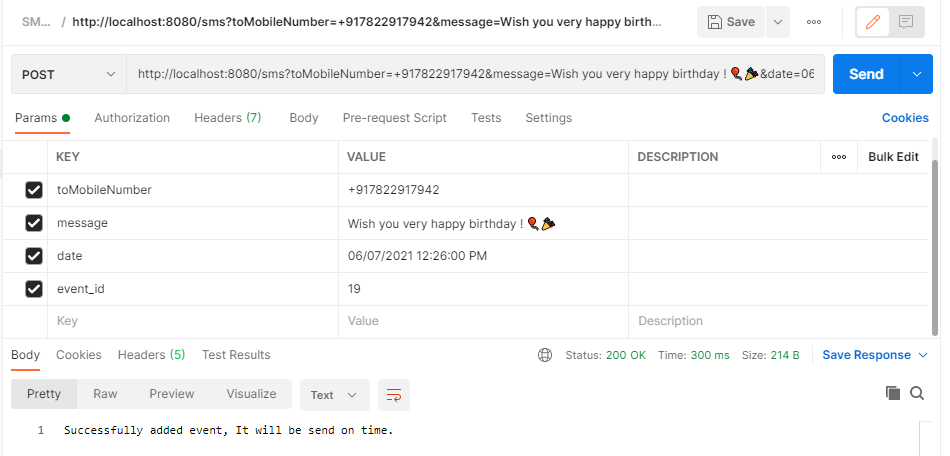 SM... / http://localhost:8080/sms?toMobileNumber=+917822917942&message=Wish you very happy birth... Save
POST http://localhost:8080/sms?toMobileNumber=+917822917942&message=Wish you very happy birthday ! 🎈🎉&date=06 Send
Params Authorization Headers (7) Body Pre-request Script Tests Settings Cookies
KEY VALUE DESCRIPTION ooo Bulk Edit
toMobileNumber +917822917942
message Wish you very happy birthday ! 🎈🎉
date 06/07/2021 12:26:00 PM
event_id 19
Key Value Description
Body Cookies Headers (5) Test Results Status: 200 OK Time: 300 ms Size: 214 B Save Response
Pretty Raw Preview Visualize Text
1 Successfully added event, It will be send on time.